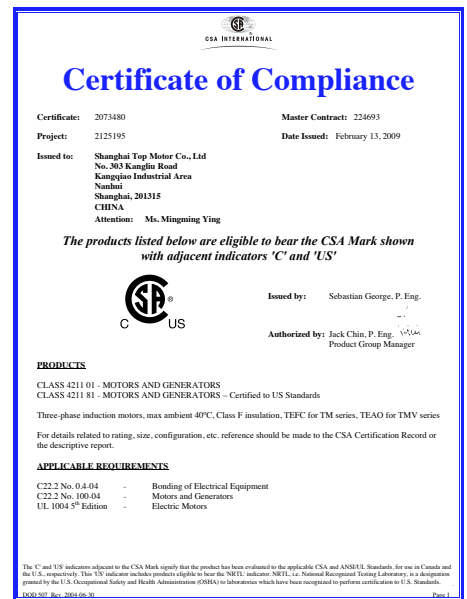 CSA INTERNATIONAL
Certificate of Compliance
Certificate: 2073480 Master Contract: 224693
Project: 2125195 Date Issued: February 13, 2009
Issued to: Shanghai Top Motor Co., Ltd
No. 303 Kangliu Road
Kangqiao Industrial Area
Nanhui
Shanghai, 201315
CHINA
Attention: Ms. Mingming Ying
The products listed below are eligible to bear the CSA Mark shown
with adjacent indicators 'C' and 'US'
CSA ®
C US
Issued by: Sebastian George, P. Eng.
Authorized by: Jack Chin, P. Eng.
Product Group Manager
PRODUCTS
CLASS 4211 01 - MOTORS AND GENERATORS
CLASS 4211 81 - MOTORS AND GENERATORS – Certified to US Standards
Three-phase induction motors, max ambient 40ºC, Class F insulation, TEFC for TM series, TEAO for TMV series
For details related to rating, size, configuration, etc. reference should be made to the CSA Certification Record or
the descriptive report.
APPLICABLE REQUIREMENTS
C22.2 No. 0.4-04 - Bonding of Electrical Equipment
C22.2 No. 100-04 - Motors and Generators
UL 1004 5th Edition - Electric Motors
The 'C' and 'US' indicators adjacent to the CSA Mark signify that the product has been evaluated to the applicable CSA and ANSI/UL Standards, for use in Canada and
the U.S., respectively. This 'US' indicator includes products eligible to bear the 'NRTL' indicator. NRTL, i.e. National Recognized Testing Laboratory, is a designation
granted by the U.S. Occupational Safety and Health Administration (OSHA) to laboratories which have been recognized to perform certification to U.S. Standards.
DQD 507 Rev. 2004-06-30 Page 1